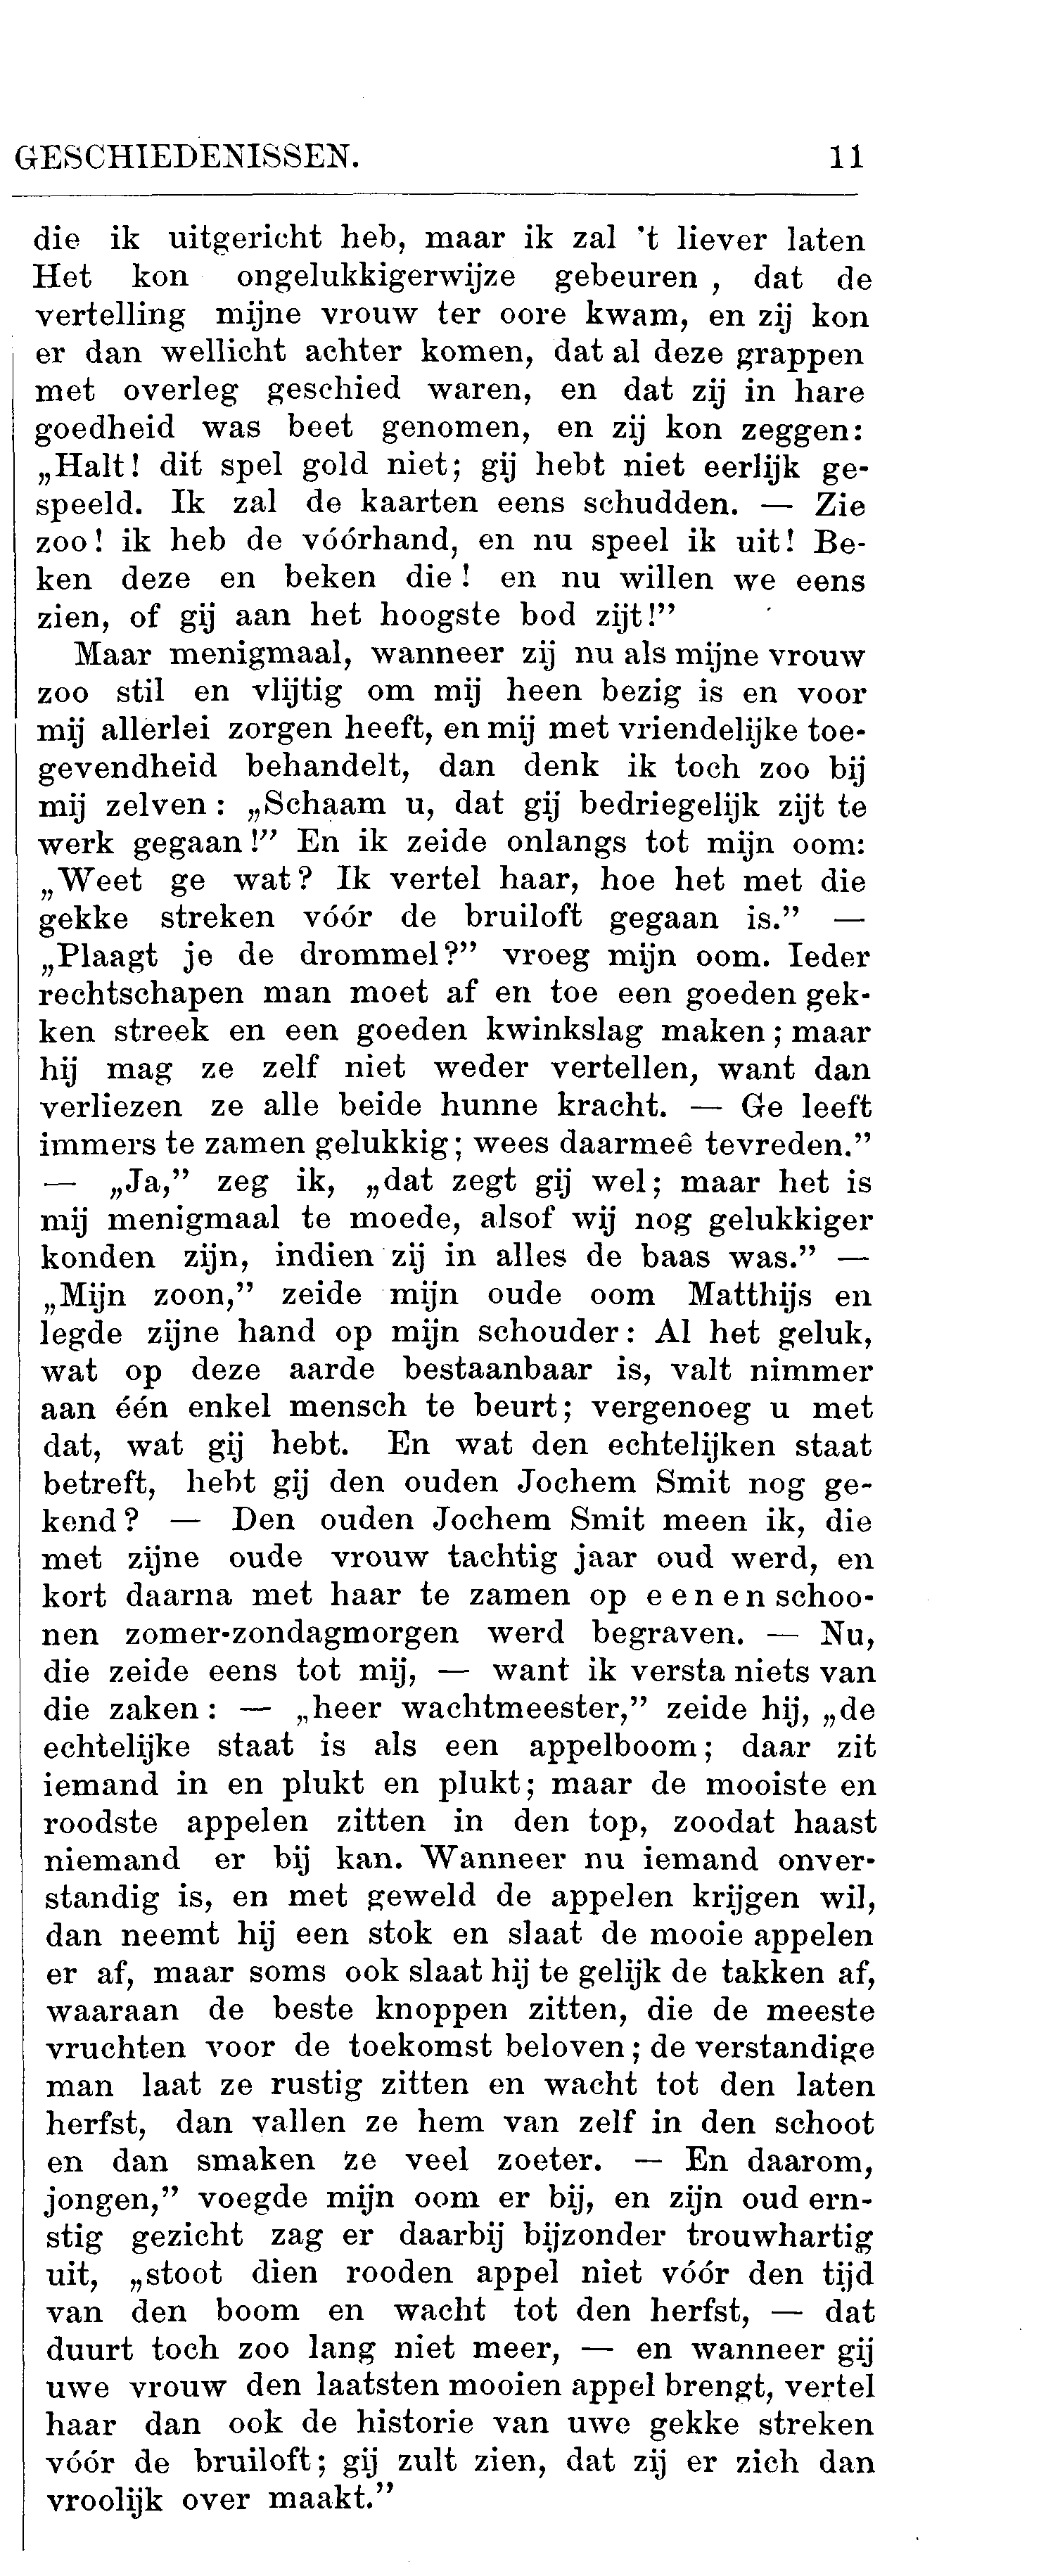 GESCHIEDENISSEN. 11
die ik uitgericht heb, maar ik zal 't liever laten
Het kon ongelukkigerwijze gebeuren , dat de
vertelling mijne vrouw ter oore kwam, en zij kon
er dan wellicht achter komen, dat al deze grappen
met overleg geschied waren, en dat zij in hare
goedheid was beet genomen, en zij kon zeggen:
„Halt! dit spel gold niet; gij hebt niet eerlijk ge-
speeld. Ik zal de kaarten eens schudden. — Zie
zoo! ik heb de vóórhand, en nu speel ik uit! Be-
ken deze en beken die! en nu willen we eens
zien, of gij aan het hoogste bod zijt!”
Maar menigmaal, wanneer zij nu als mijne vrouw
zoo stil en vlijtig om mij heen bezig is en voor
mij allerlei zorgen heeft, en mij met vriendelijke toe-
gevendheid behandelt, dan denk ik toch zoo bij
mij zelven: „Schaam u, dat gij bedriegelijk zijt te
werk gegaan!” En ik zeide onlangs tot mijn oom:
„Weet ge wat? Ik vertel haar, hoe het met die
gekke streken vóór de bruiloft gegaan is.” —
„Plaagt je de drommel?” vroeg mijn oom. Ieder
rechtschapen man moet af en toe een goeden gek-
ken streek en een goeden kwinkslag maken; maar
hij mag ze zelf niet weder vertellen, want dan
verliezen ze alle beide hunne kracht. — Ge leeft
immers te zamen gelukkig; wees daarmeê tevreden.”
— „Ja,” zeg ik, „dat zegt gij wel; maar het is
mij menigmaal te moede, alsof wij nog gelukkiger
konden zijn, indien zij in alles de baas was.” —
„Mijn zoon,” zeide mijn oude oom Matthijs en
legde zijne hand op mijn schouder: Al het geluk,
wat op deze aarde bestaanbaar is, valt nimmer
aan één enkel mensch te beurt; vergenoeg u met
dat, wat gij hebt. En wat den echtelijken staat
betreft, hebt gij den ouden Jochem Smit nog ge-
kend? — Den ouden Jochem Smit meen ik, die
met zijne oude vrouw tachtig jaar oud werd, en
kort daarna met haar te zamen op eenen schoo-
nen zomer-zondagmorgen werd begraven. — Nu,
die zeide eens tot mij, — want ik versta niets van
die zaken: — „heer wachtmeester,” zeide hij, „de
echtelijke staat is als een appelboom; daar zit
iemand in en plukt en plukt; maar de mooiste en
roodste appelen zitten in den top, zoodat haast
niemand er bij kan. Wanneer nu iemand onver-
standig is, en met geweld de appelen krijgen wil,
dan neemt hij een stok en slaat de mooie appelen
er af, maar soms ook slaat hij te gelijk de takken af,
waaraan de beste knoppen zitten, die de meeste
vruchten voor de toekomst beloven; de verstandige
man laat ze rustig zitten en wacht tot den laten
herfst, dan vallen ze hem van zelf in den schoot
en dan smaken ze veel zoeter. — En daarom,
jongen,” voegde mijn oom er bij, en zijn oud ern-
stig gezicht zag er daarbij bijzonder trouwhartig
uit, „stoot dien rooden appel niet vóór den tijd
van den boom en wacht tot den herfst, — dat
duurt toch zoo lang niet meer, — en wanneer gij
uwe vrouw den laatsten mooien appel brengt, vertel
haar dan ook de historie van uwe gekke streken
vóór de bruiloft; gij zult zien, dat zij er zich dan
vroolijk over maakt.”